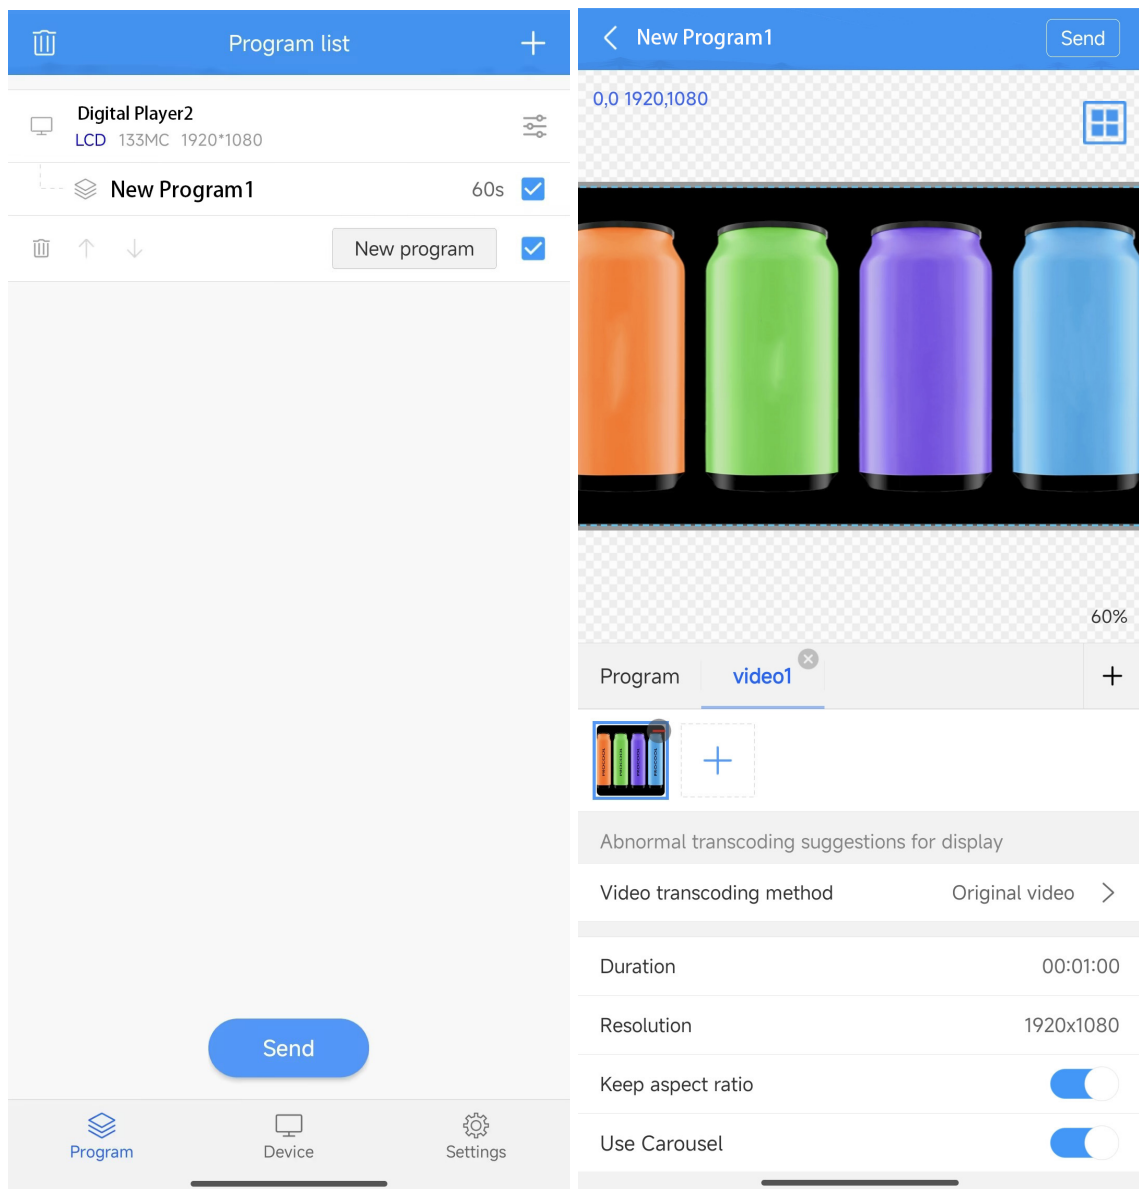 Program list
Digital Player2
LCD 133MC 1920*1080
New Program1 60s
New program
Send
Program Device Settings
New Program1 Send
0,0 1920,1080
60%
Program video1
Abnormal transcoding suggestions for display
Video transcoding method Original video
Duration 00:01:00
Resolution 1920x1080
Keep aspect ratio
Use Carousel